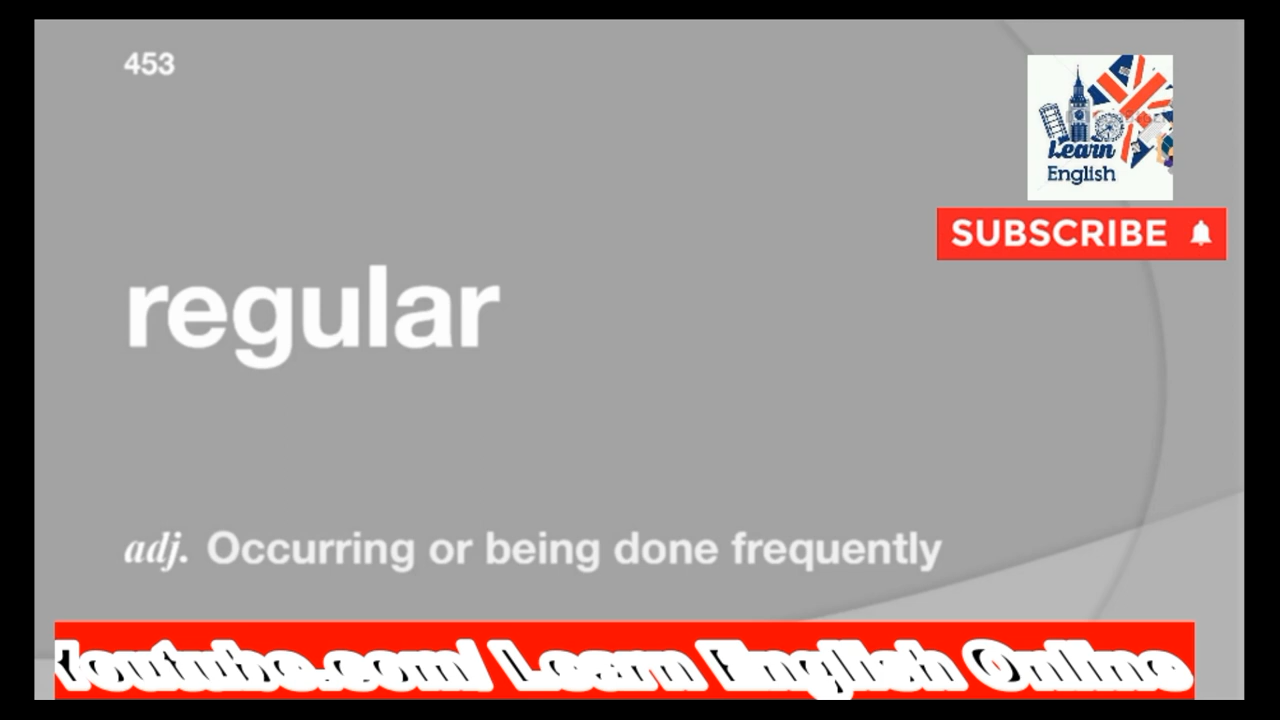 453
Learn
English
SUBSCRIBE
regular
adj. Occurring or being done frequently
Youtube.com/ Learn English Online